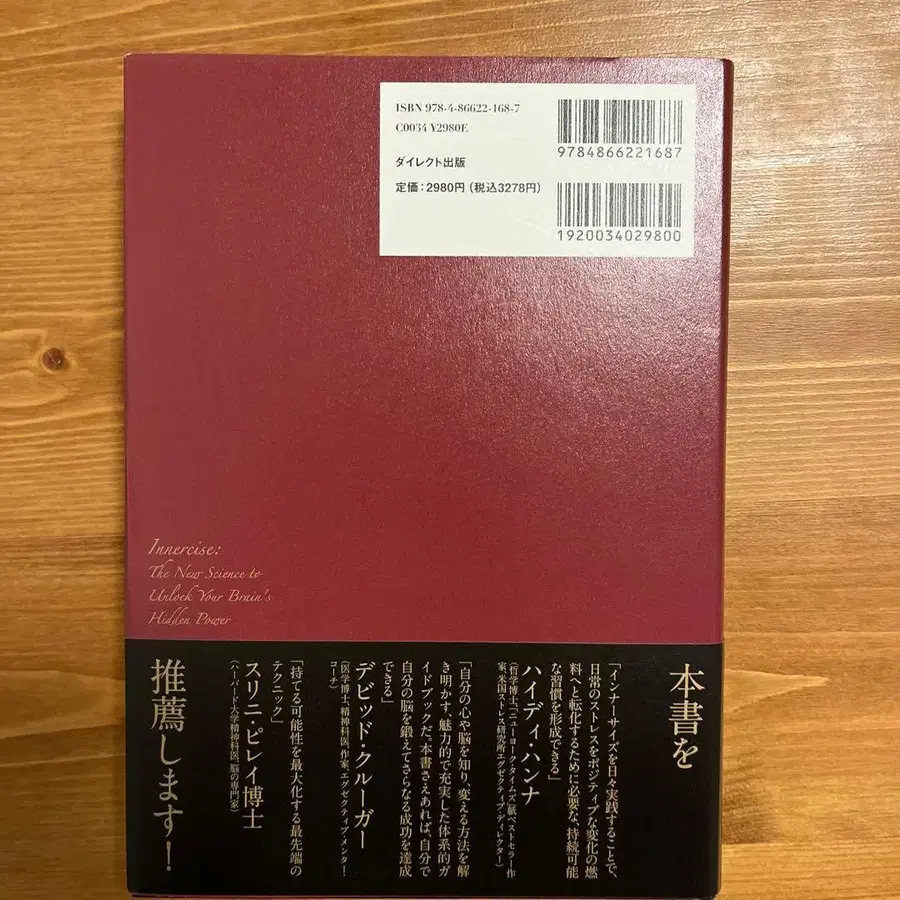 ISBN 978-4-86622-168-7
C0034 ¥2980E
ダイレクト出版
定価：2980円（税込3278円）
9784866221687
1920034029800
Innercise:
The New Science to
Unlock Your Brain's
Hidden Power
本書を
「インナーサイズを日々実践することで、
日常のストレスをポジティブな変化の燃
料へと転化するために必要な、持続可能
な習慣を形成できる」
ハイディ・ハンナ
（哲学博士、『ニューヨーク・タイムズ』紙ベストセラー作
家、米国ストレス研究所エグゼクティブディレクター）
「自分の心や脳を知り、変える方法を解
き明かす、魅力的で充実した体系的ガ
イドブックだ。本書さえあれば、自分で
自分の脳を鍛えてさらなる成功を達成
できる」
デビッド・クルーガー
（医学博士、精神科医、作家、エグゼクティブメンター・
コーチ）
「持てる可能性を最大化する最先端の
テクニック」
スリニ・ピレイ博士
（ハーバード大学精神科医、脳の専門家）
推薦します！